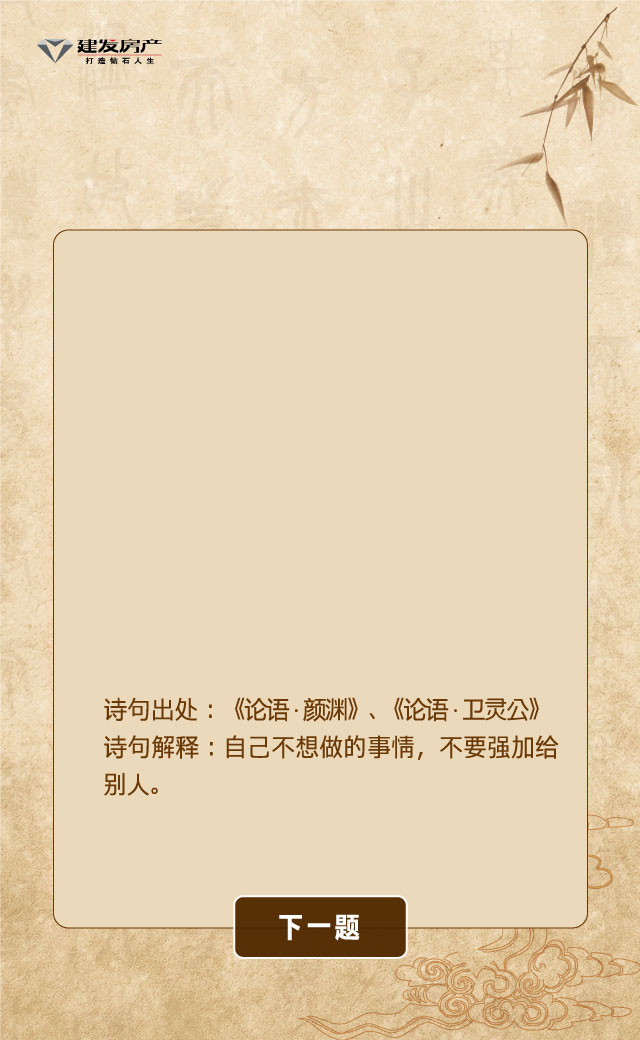 建发房产
打造钻石人生
诗句出处：《论语·颜渊》、《论语·卫灵公》
诗句解释：自己不想做的事情，不要强加给
别人。
下一题